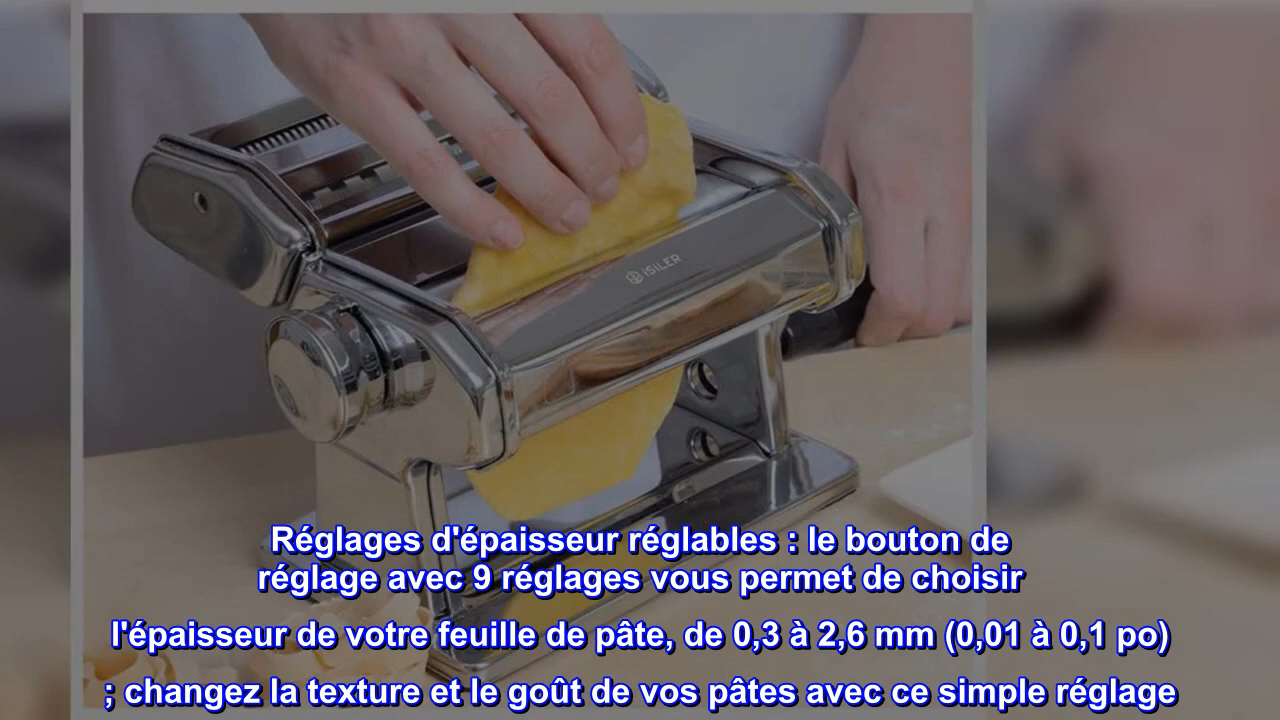 ISILER
Réglages d'épaisseur réglables : le bouton de
réglage avec 9 réglages vous permet de choisir
l'épaisseur de votre feuille de pâte, de 0,3 à 2,6 mm (0,01 à 0,1 po)
; changez la texture et le goût de vos pâtes avec ce simple réglage